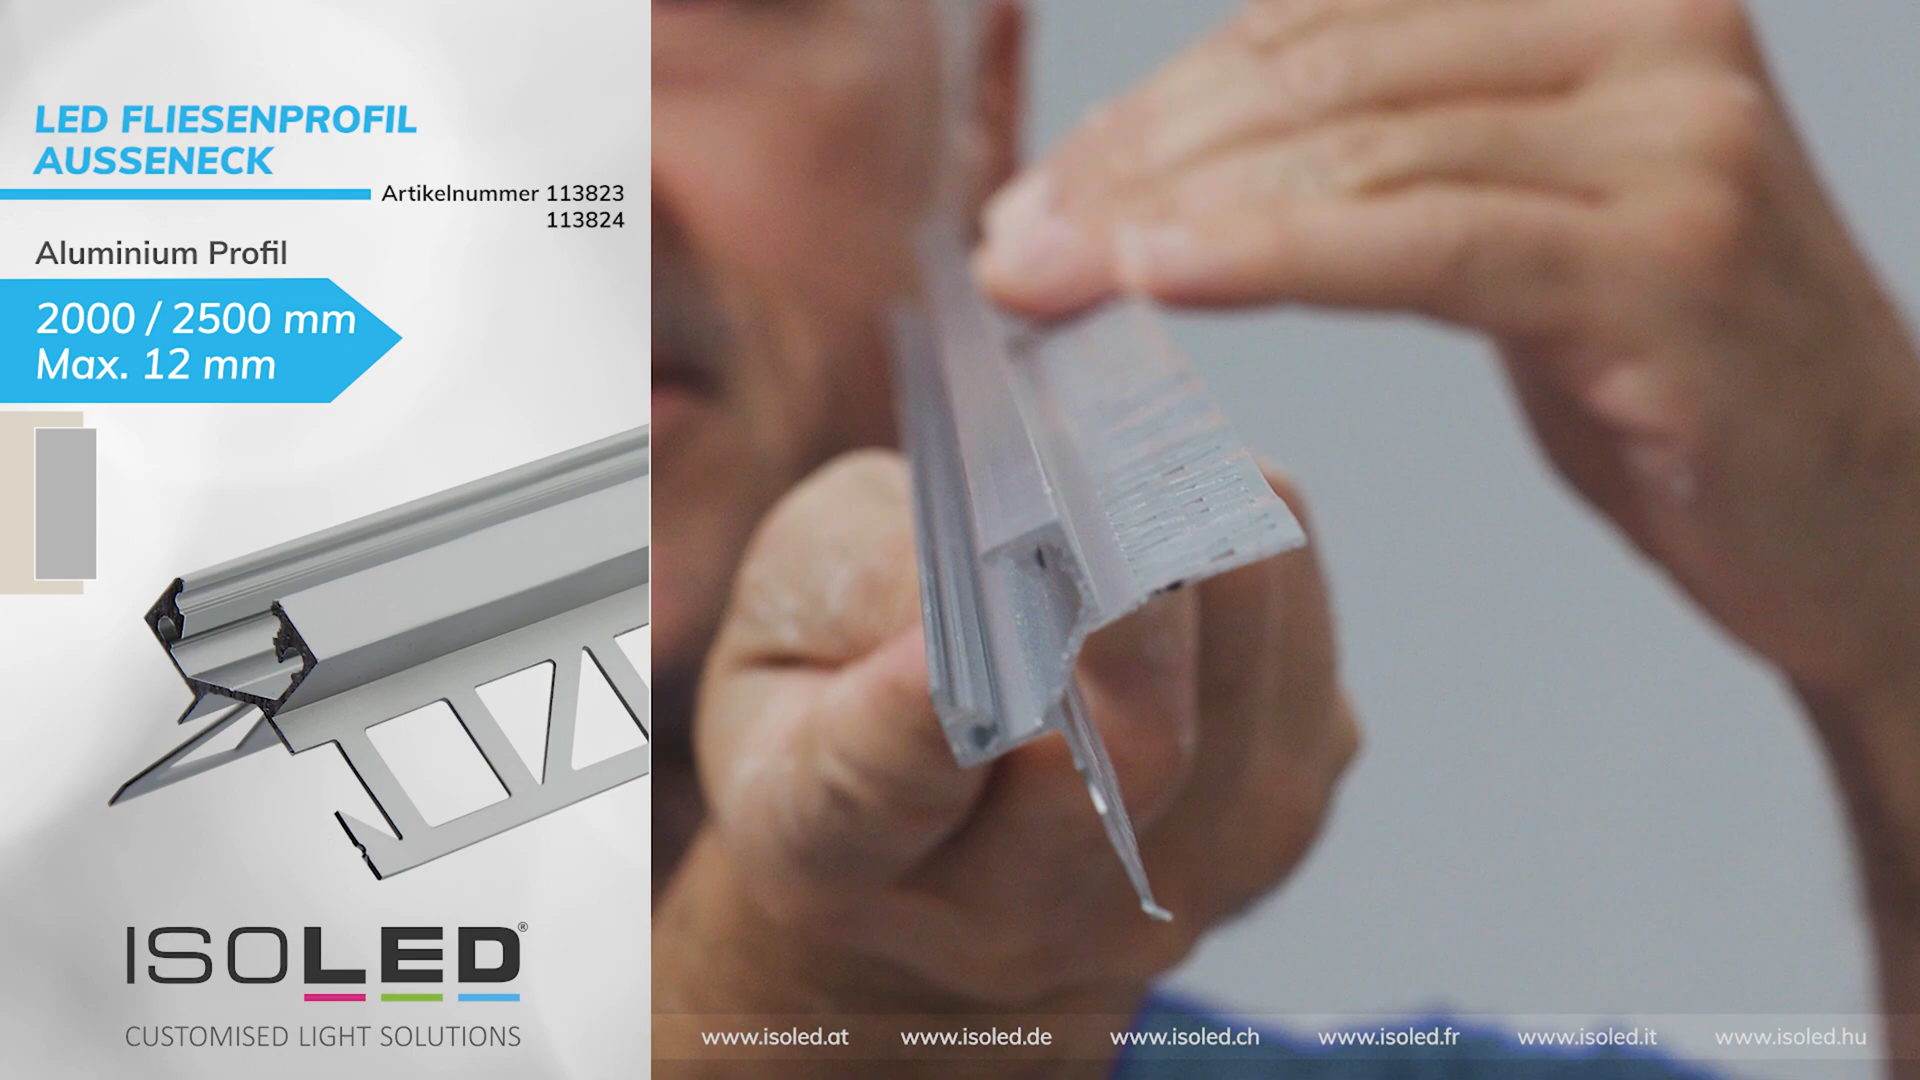 LED FLIESENPROFIL
AUSSENECK
Artikelnummer 113823
113824
Aluminium Profil
2000 / 2500 mm
Max. 12 mm
ISOLED®
CUSTOMISED LIGHT SOLUTIONS
www.isoled.at www.isoled.de www.isoled.ch www.isoled.fr www.isoled.it www.isoled.hu